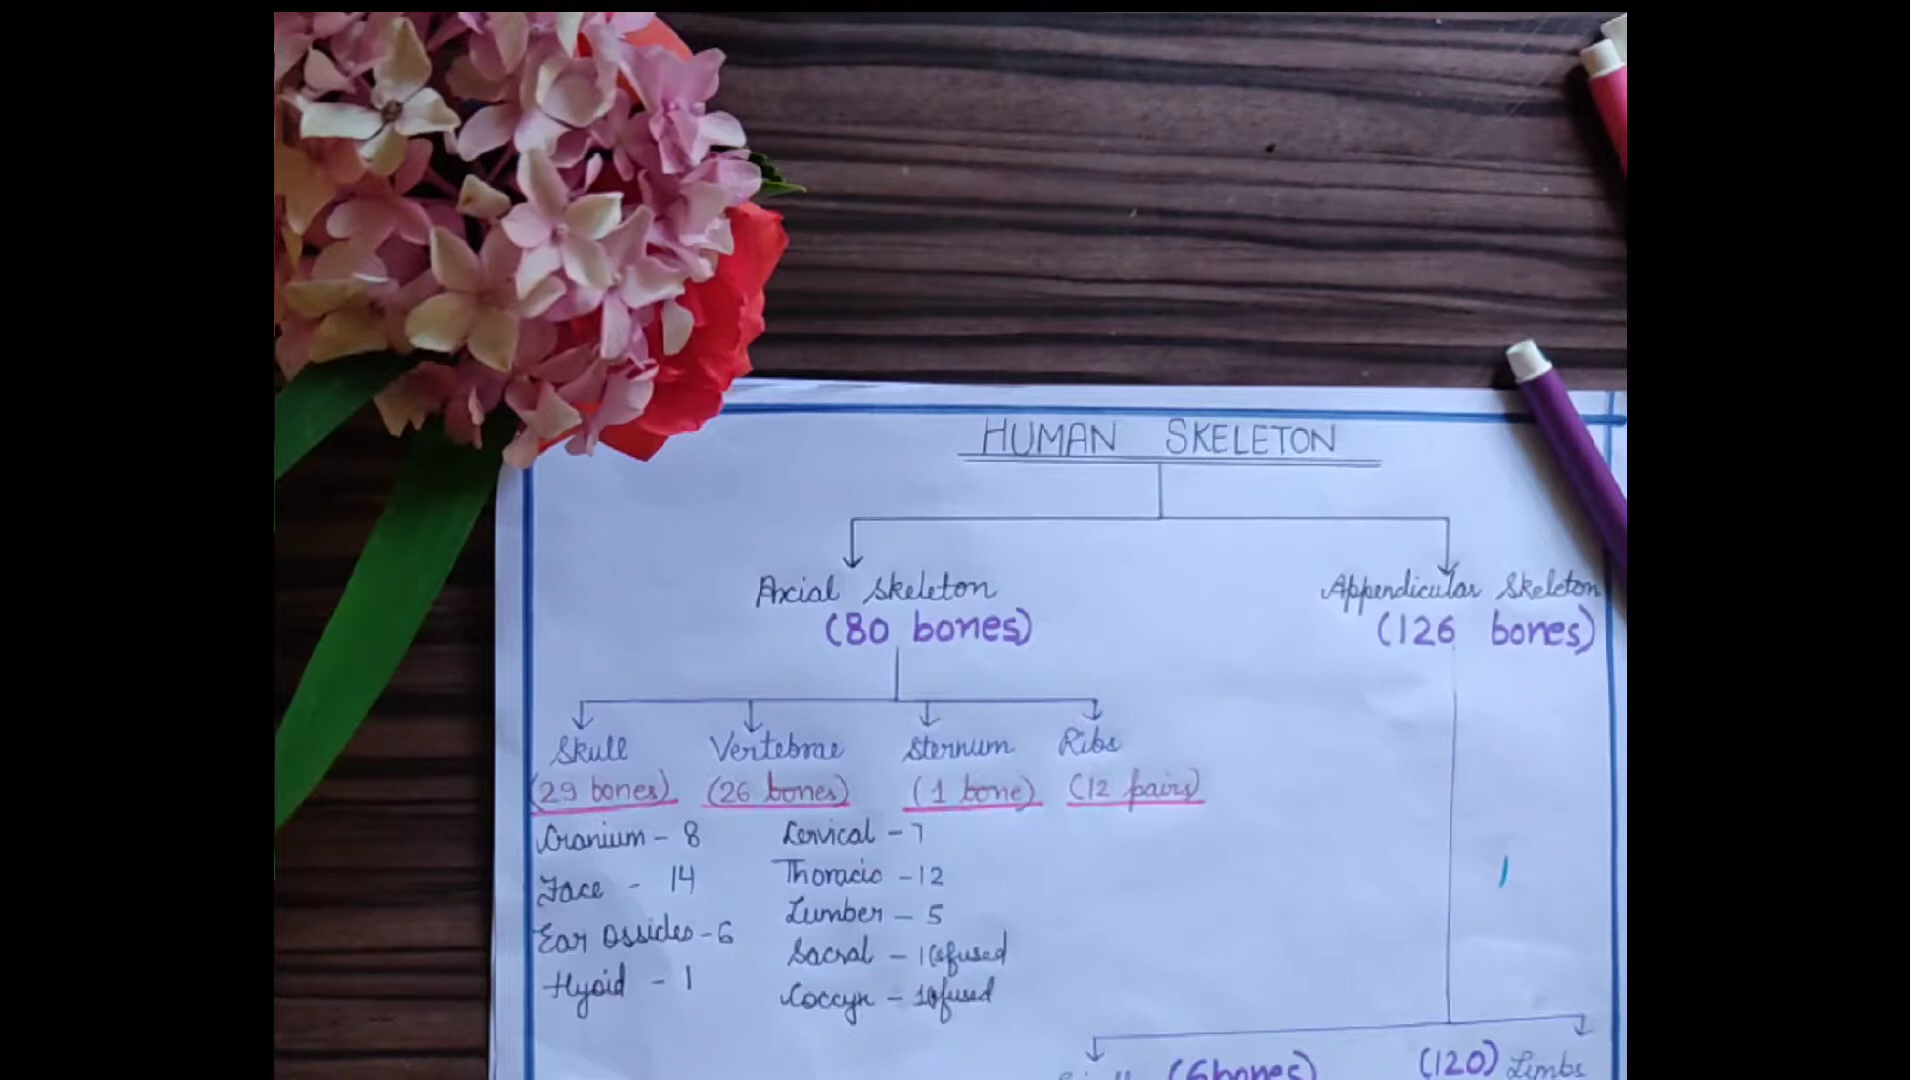 HUMAN SKELETON
Axial Skeleton
(80 bones)
Appendicular Skeleton
(126 bones)
Skull
(29 bones)
Vertebrae
(26 bones)
Sternum
(1 bone)
Ribs
(12 pairs)
Cranium - 8
Face - 14
Ear Ossicles - 6
Hyoid - 1
Cervical - 7
Thoracic - 12
Lumber - 5
Sacral - 1 (5fused
Coccyx - 1 fused
(6 bones)
(120) Limbs